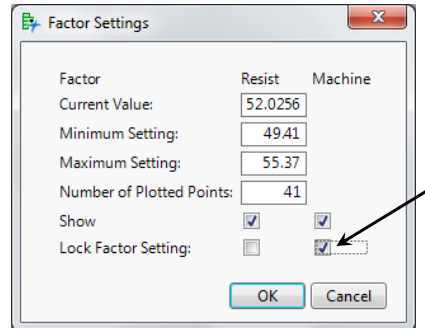 Factor Settings
Factor Resist Machine
Current Value: 52.0256
Minimum Setting: 49.41
Maximum Setting: 55.37
Number of Plotted Points: 41
Show
Lock Factor Setting:
OK Cancel